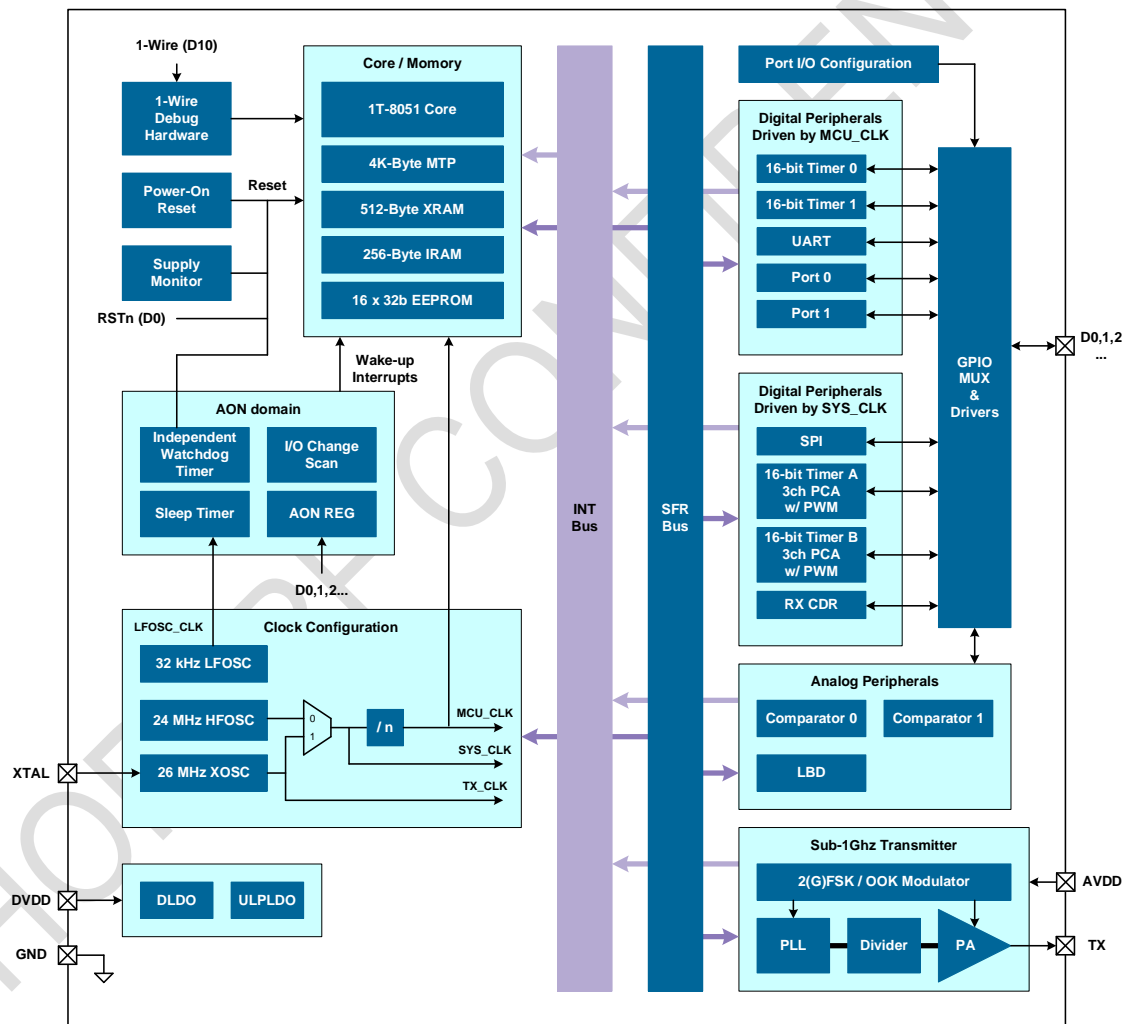 1-Wire (D10)
1-Wire
Debug
Hardware
Power-On
Reset
Supply
Monitor
Reset
RSTn (D0)
Core / Momory
1T-8051 Core
4K-Byte MTP
512-Byte XRAM
256-Byte IRAM
16 x 32b EEPROM
Wake-up
Interrupts
AON domain
Independent
Watchdog
Timer
I/O Change
Scan
Sleep Timer
AON REG
D0,1,2...
LFOSC_CLK
Clock Configuration
32 kHz LFOSC
24 MHz HFOSC
26 MHz XOSC
0
1
/ n
MCU_CLK
SYS_CLK
TX_CLK
XTAL
DVDD
GND
DLDO
ULPLDO
INT
Bus
SFR
Bus
Port I/O Configuration
Digital Peripherals
Driven by MCU_CLK
16-bit Timer 0
16-bit Timer 1
UART
Port 0
Port 1
Digital Peripherals
Driven by SYS_CLK
SPI
16-bit Timer A
3ch PCA
w/ PWM
16-bit Timer B
3ch PCA
w/ PWM
RX CDR
GPIO
MUX
&
Drivers
D0,1,2
...
Analog Peripherals
Comparator 0
Comparator 1
LBD
Sub-1Ghz Transmitter
2(G)FSK / OOK Modulator
PLL
Divider
PA
AVDD
TX